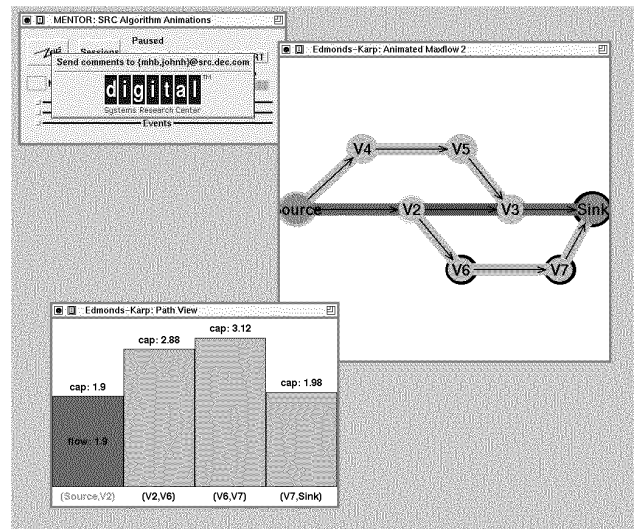 MENTOR: SRC Algorithm Animations
Paused
Zeus
Sessions
Send comments to {mhb,johnh}@src.dec.com
digital™
Systems Research Center
Events
Edmonds-Karp: Animated Maxflow 2
V4
V5
ource
V2
V3
Sink
V6
V7
Edmonds-Karp: Path View
cap: 3.12
cap: 2.88
cap: 1.9
cap: 1.98
flow: 1.9
(Source,V2)
(V2,V6)
(V6,V7)
(V7,Sink)